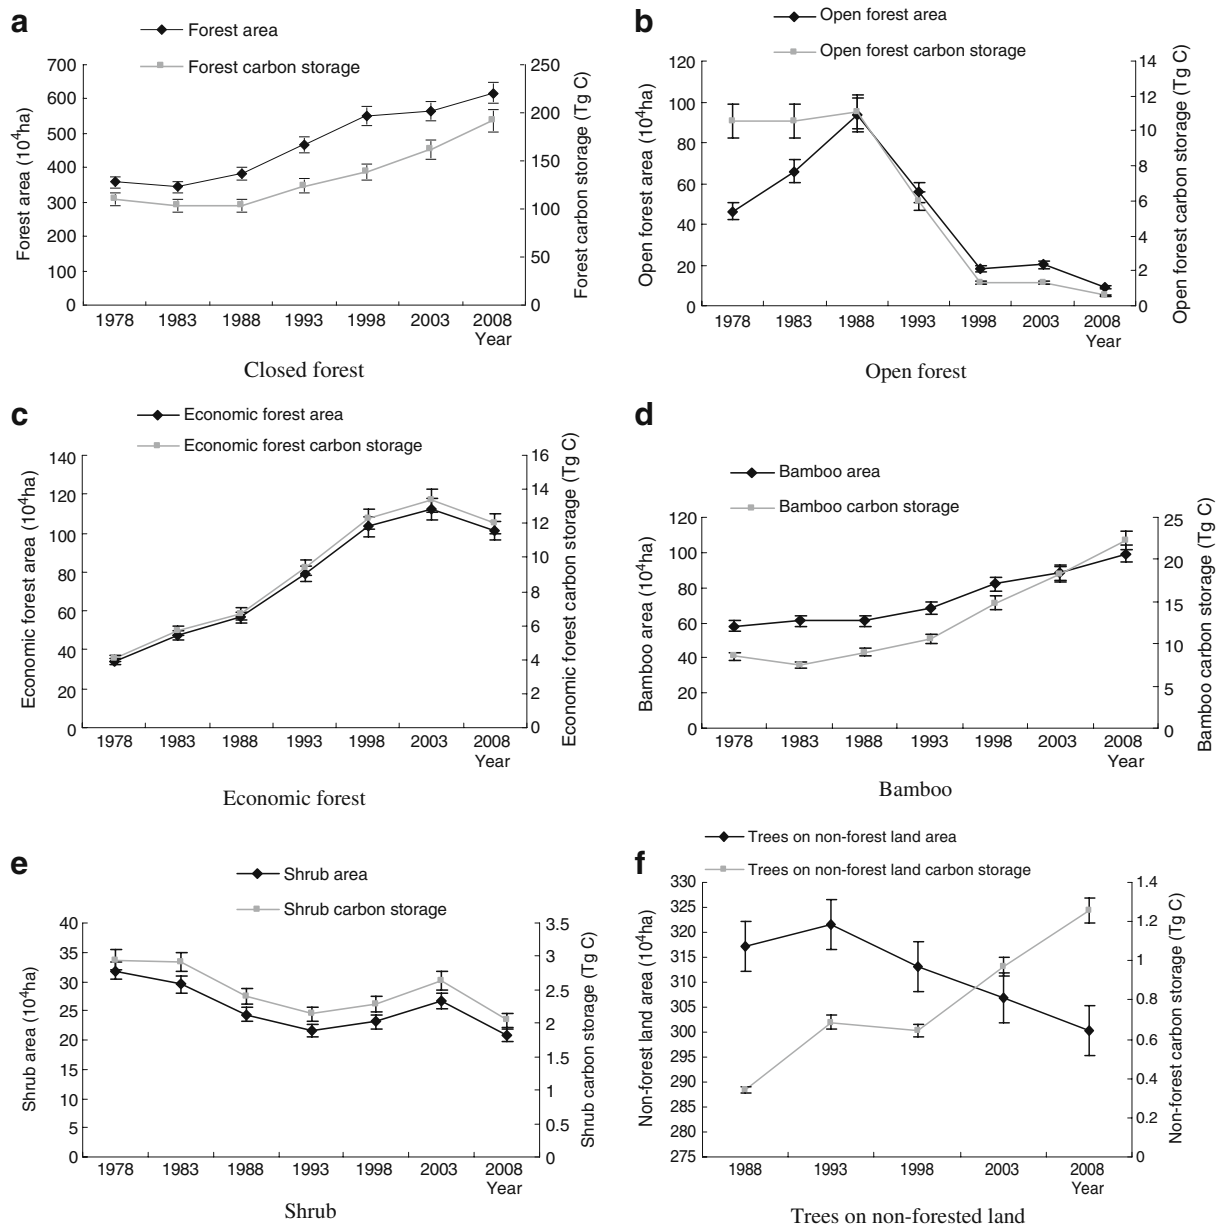 a
Forest area
Forest carbon storage
Forest area (10⁴ha)
700
600
500
400
300
200
100
0
250
200
150
100
50
0
Forest carbon storage (Tg C)
1978 1983 1988 1993 1998 2003 2008
Year
Closed forest
b
Open forest area
Open forest carbon storage
Open forest area (10⁴ha)
120
100
80
60
40
20
0
14
12
10
8
6
4
2
0
Open forest carbon storage (Tg C)
1978 1983 1988 1993 1998 2003 2008
Year
Open forest
c
Economic forest area
Economic forest carbon storage
Economic forest area (10⁴ha)
140
120
100
80
60
40
20
0
16
14
12
10
8
6
4
2
0
Economic forest carbon storage (Tg C)
1978 1983 1988 1993 1998 2003 2008
Year
Economic forest
d
Bamboo area
Bamboo carbon storage
Bamboo area (10⁴ha)
120
100
80
60
40
20
0
25
20
15
10
5
0
Bamboo carbon storage (Tg C)
1978 1983 1988 1993 1998 2003 2008
Year
Bamboo
e
Shrub area
Shrub carbon storage
Shrub area (10⁴ha)
40
35
30
25
20
15
10
5
0
3.5
3
2.5
2
1.5
1
0.5
0
Shrub carbon storage (Tg C)
1978 1983 1988 1993 1998 2003 2008
Year
Shrub
f
Trees on non-forest land area
Trees on non-forest land carbon storage
Non-forest land area (10⁴ha)
330
325
320
315
310
305
300
295
290
285
280
275
1.4
1.2
1
0.8
0.6
0.4
0.2
0
Non-forest carbon storage (Tg C)
1988 1993 1998 2003 2008
Year
Trees on non-forested land